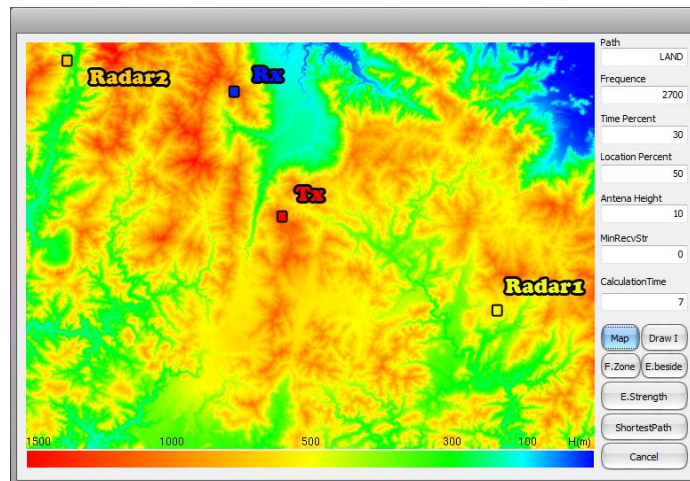 Path
LAND
Frequence
2700
Time Percent
30
Location Percent
50
Antena Height
10
MinRecvStr
0
CalculationTime
7
Map Draw I
F.Zone E.beside
E.Strength
ShortestPath
Cancel
Radar2
Rx
Tx
Radar1
1500 1000 500 300 100 H(m)